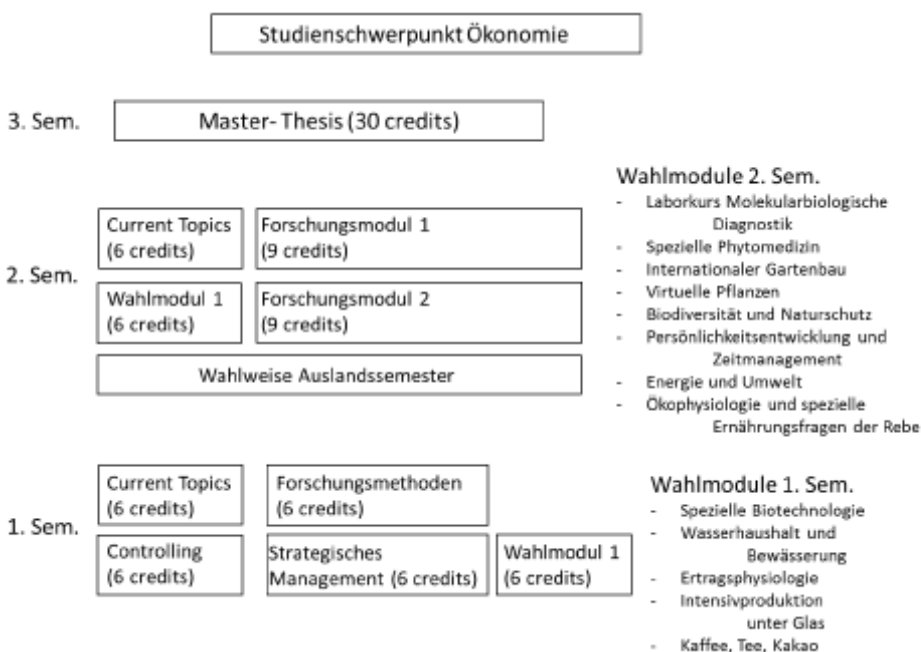 Studienschwerpunkt Ökonomie
3. Sem.
Master- Thesis (30 credits)
2. Sem.
Current Topics
(6 credits)
Forschungsmodul 1
(9 credits)
Wahlmodul 1
(6 credits)
Forschungsmodul 2
(9 credits)
Wahlweise Auslandssemester
Wahlmodule 2. Sem.
- Laborkurs Molekularbiologische
Diagnostik
- Spezielle Phytomedizin
- Internationaler Gartenbau
- Virtuelle Pflanzen
- Biodiversität und Naturschutz
- Persönlichkeitsentwicklung und
Zeitmanagement
- Energie und Umwelt
- Ökophysiologie und spezielle
Ernährungsfragen der Rebe
1. Sem.
Current Topics
(6 credits)
Forschungsmethoden
(6 credits)
Controlling
(6 credits)
Strategisches
Management (6 credits)
Wahlmodul 1
(6 credits)
Wahlmodule 1. Sem.
- Spezielle Biotechnologie
- Wasserhaushalt und
Bewässerung
- Ertragsphysiologie
- Intensivproduktion
unter Glas
- Kaffee, Tee, Kakao